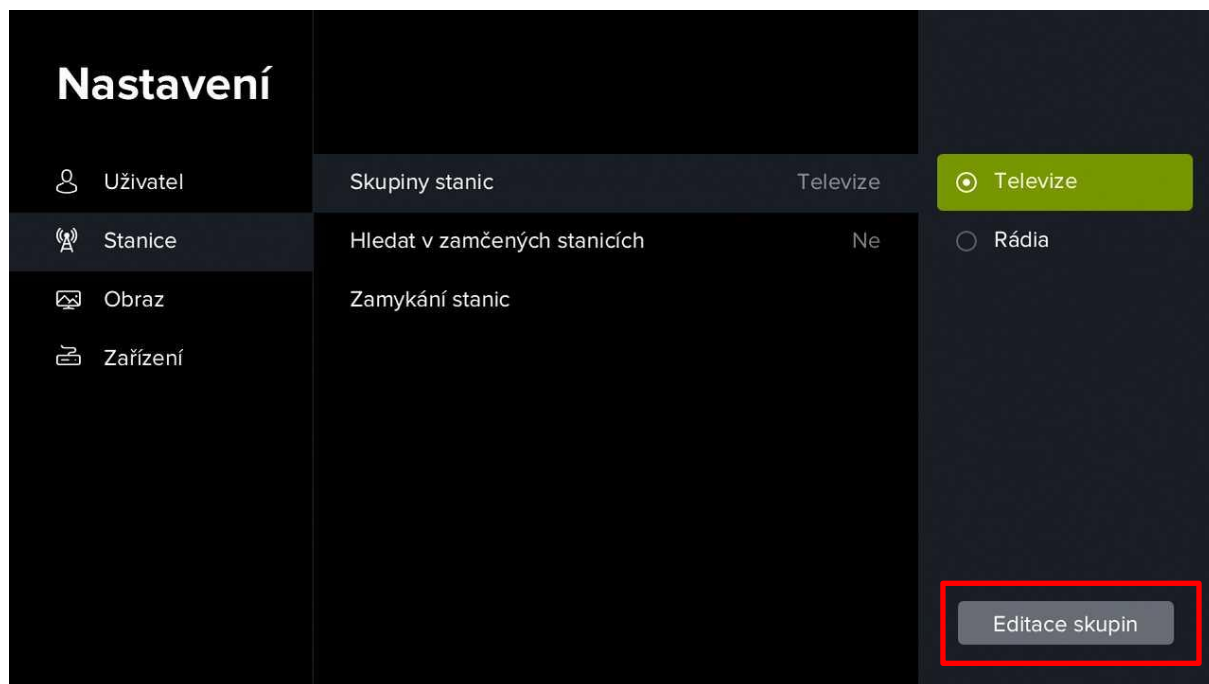 Nastavení
Uživatel
Stanice
Obraz
Zařízení
Skupiny stanic Televize
Hledat v zamčených stanicích Ne
Zamykání stanic
Televize
Rádia
Editace skupin